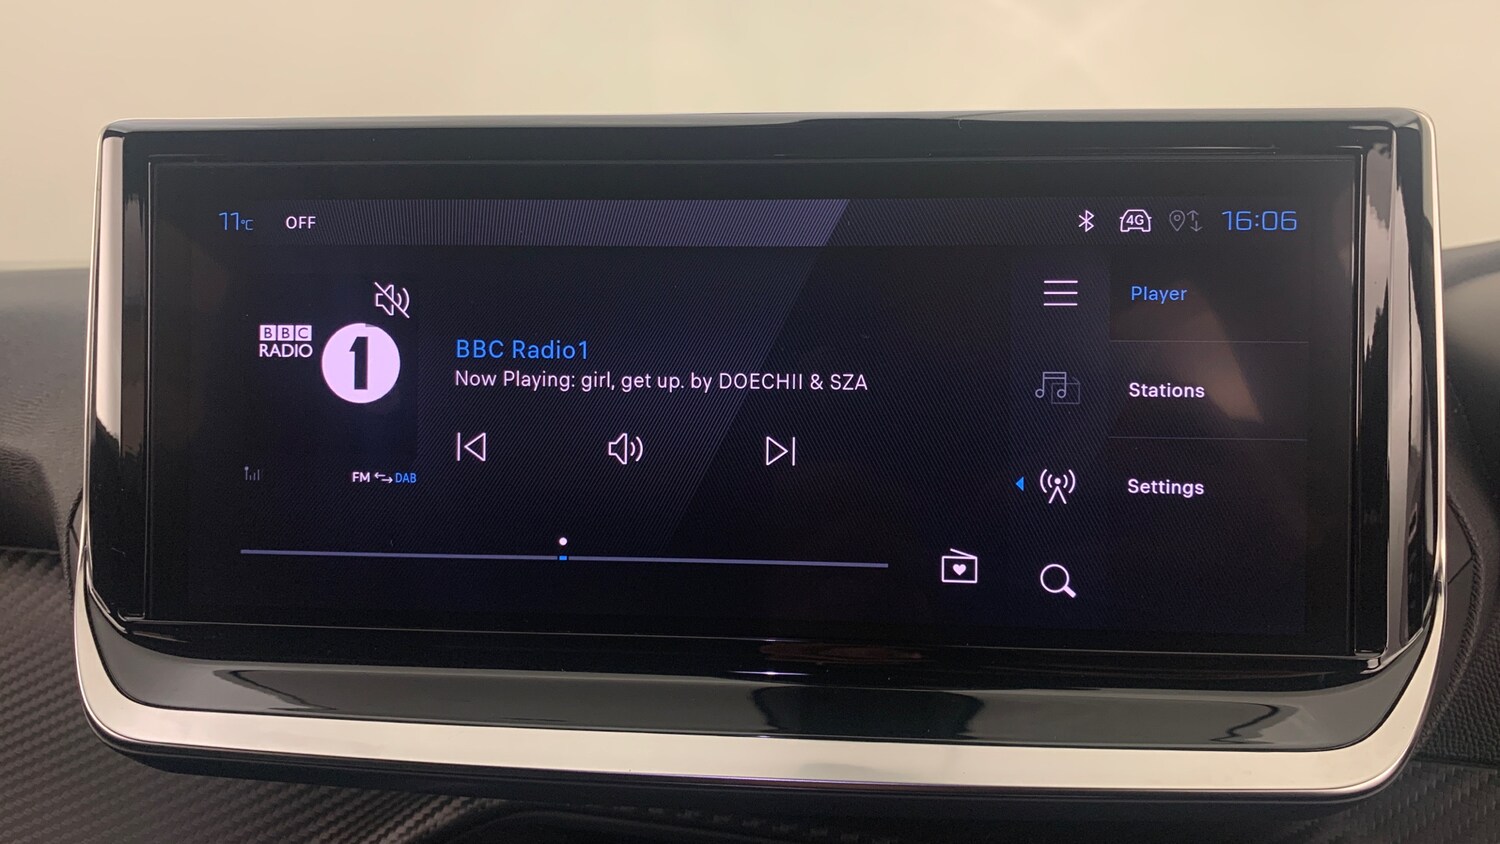 11°C OFF 4G 16:06
BBC
RADIO
1
BBC Radio1
Now Playing: girl, get up. by DOECHII & SZA
FM DAB
Player
Stations
Settings